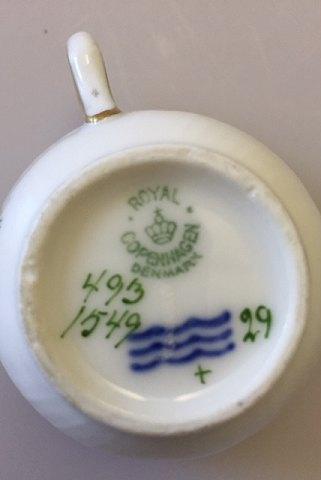 ROYAL
COPENHAGEN
DENMARK
493
1549
29
+